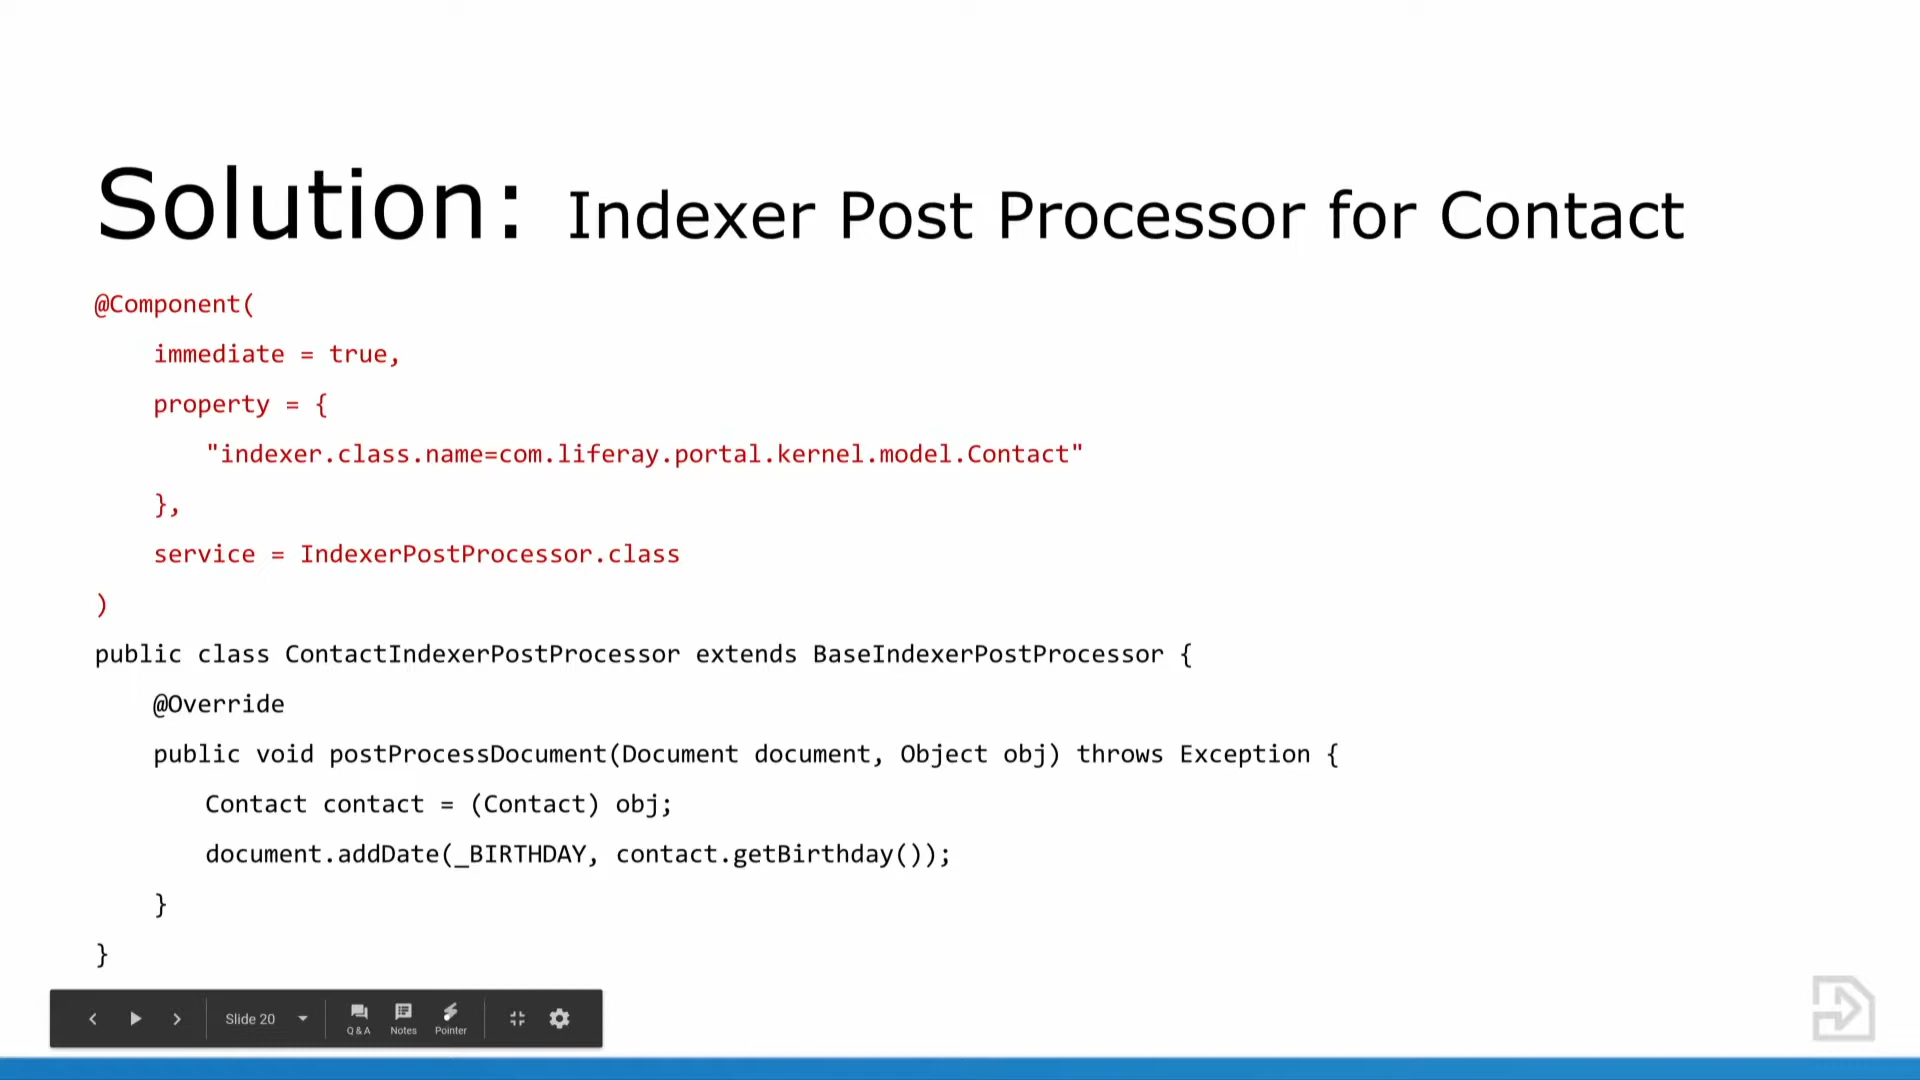 Solution: Indexer Post Processor for Contact
@Component(
immediate = true,
property = {
"indexer.class.name=com.liferay.portal.kernel.model.Contact"
},
service = IndexerPostProcessor.class
)
public class ContactIndexerPostProcessor extends BaseIndexerPostProcessor {
@Override
public void postProcessDocument(Document document, Object obj) throws Exception {
Contact contact = (Contact) obj;
document.addDate(_BIRTHDAY, contact.getBirthday());
}
}
Slide 20 Q & A Notes Pointer